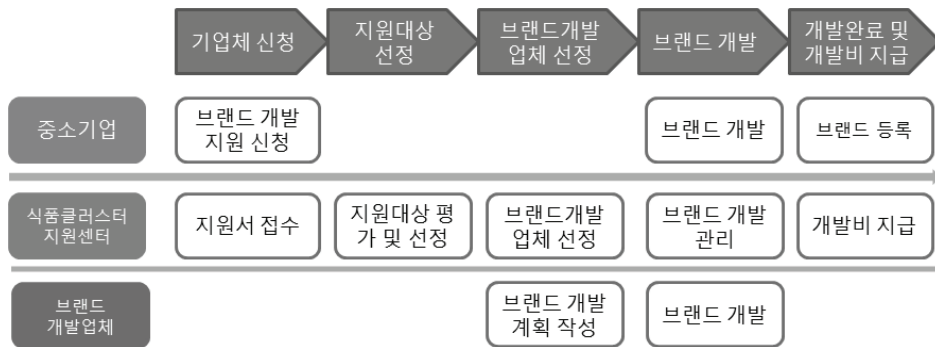 기업체 신청
지원대상
선정
브랜드개발
업체 선정
브랜드 개발
개발완료 및
개발비 지급
중소기업
브랜드 개발
지원 신청
브랜드 개발
브랜드 등록
식품클러스터
지원센터
지원서 접수
지원대상 평
가 및 선정
브랜드개발
업체 선정
브랜드 개발
관리
개발비 지급
브랜드
개발업체
브랜드 개발
계획 작성
브랜드 개발